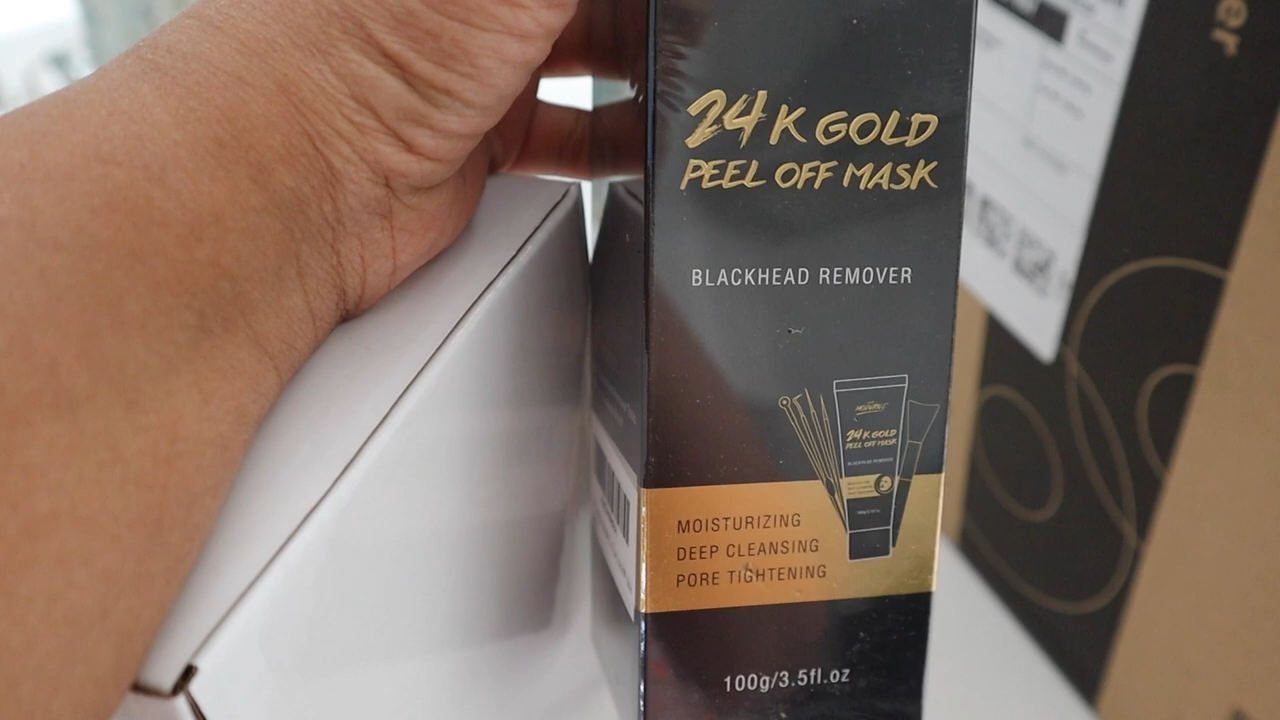 24K GOLD
PEEL OFF MASK
BLACKHEAD REMOVER
24K GOLD
PEEL OFF MASK
BLACKHEAD REMOVER
MOISTURIZING
DEEP CLEANSING
PORE TIGHTENING
100g/3.5fl.oz
er